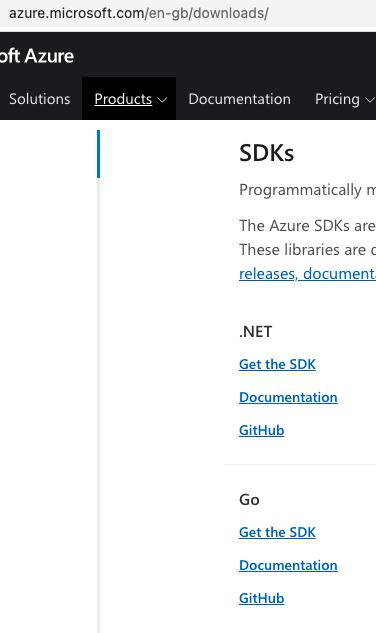 azure.microsoft.com/en-gb/downloads/
oft Azure
Solutions Products Documentation Pricing
SDKs
Programmatically m
The Azure SDKs are
These libraries are
releases, documenta
.NET
Get the SDK
Documentation
GitHub
Go
Get the SDK
Documentation
GitHub